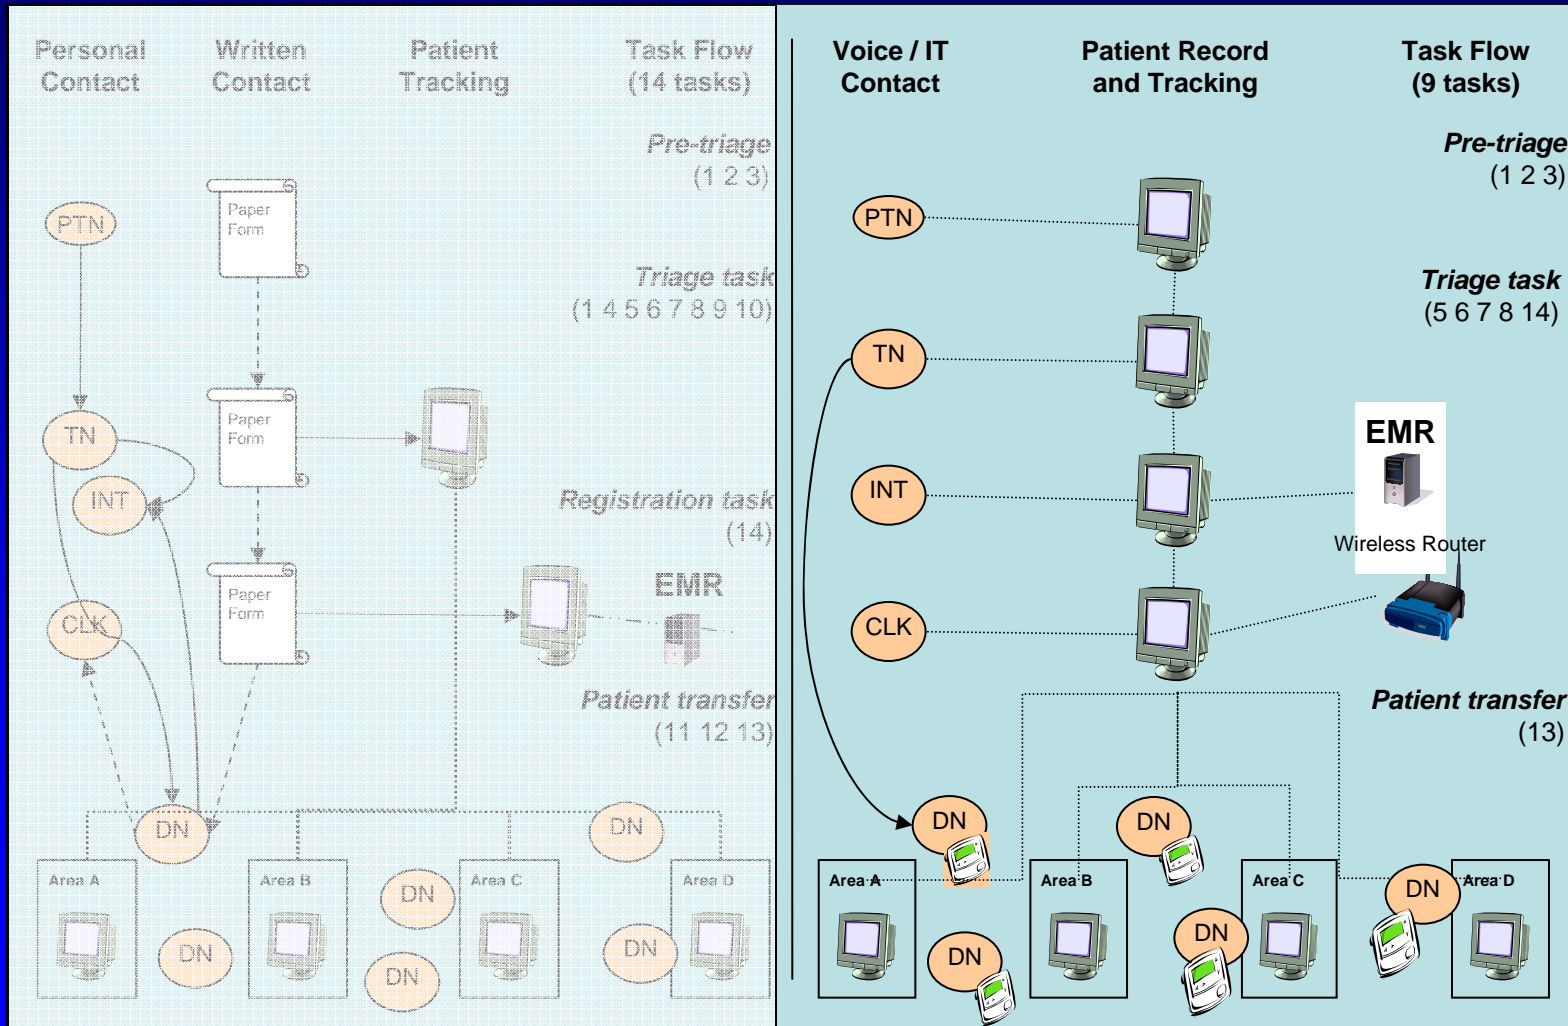 Personal
Contact
Written
Contact
Patient
Tracking
Task Flow
(14 tasks)
Pre-triage
(1 2 3)
PTN
Paper
Form
Triage task
(1 4 5 6 7 8 9 10)
TN
Paper
Form
INT
Registration task
(14)
Paper
Form
EMR
CLK
Patient transfer
(11 12 13)
DN
DN
Area A
Area B
DN
Area C
Area D
DN
DN
DN
Voice / IT
Contact
Patient Record
and Tracking
Task Flow
(9 tasks)
Pre-triage
(1 2 3)
PTN
Triage task
(5 6 7 8 14)
TN
EMR
INT
Wireless Router
CLK
Patient transfer
(13)
DN
DN
Area A
Area B
Area C
DN
Area D
DN
DN